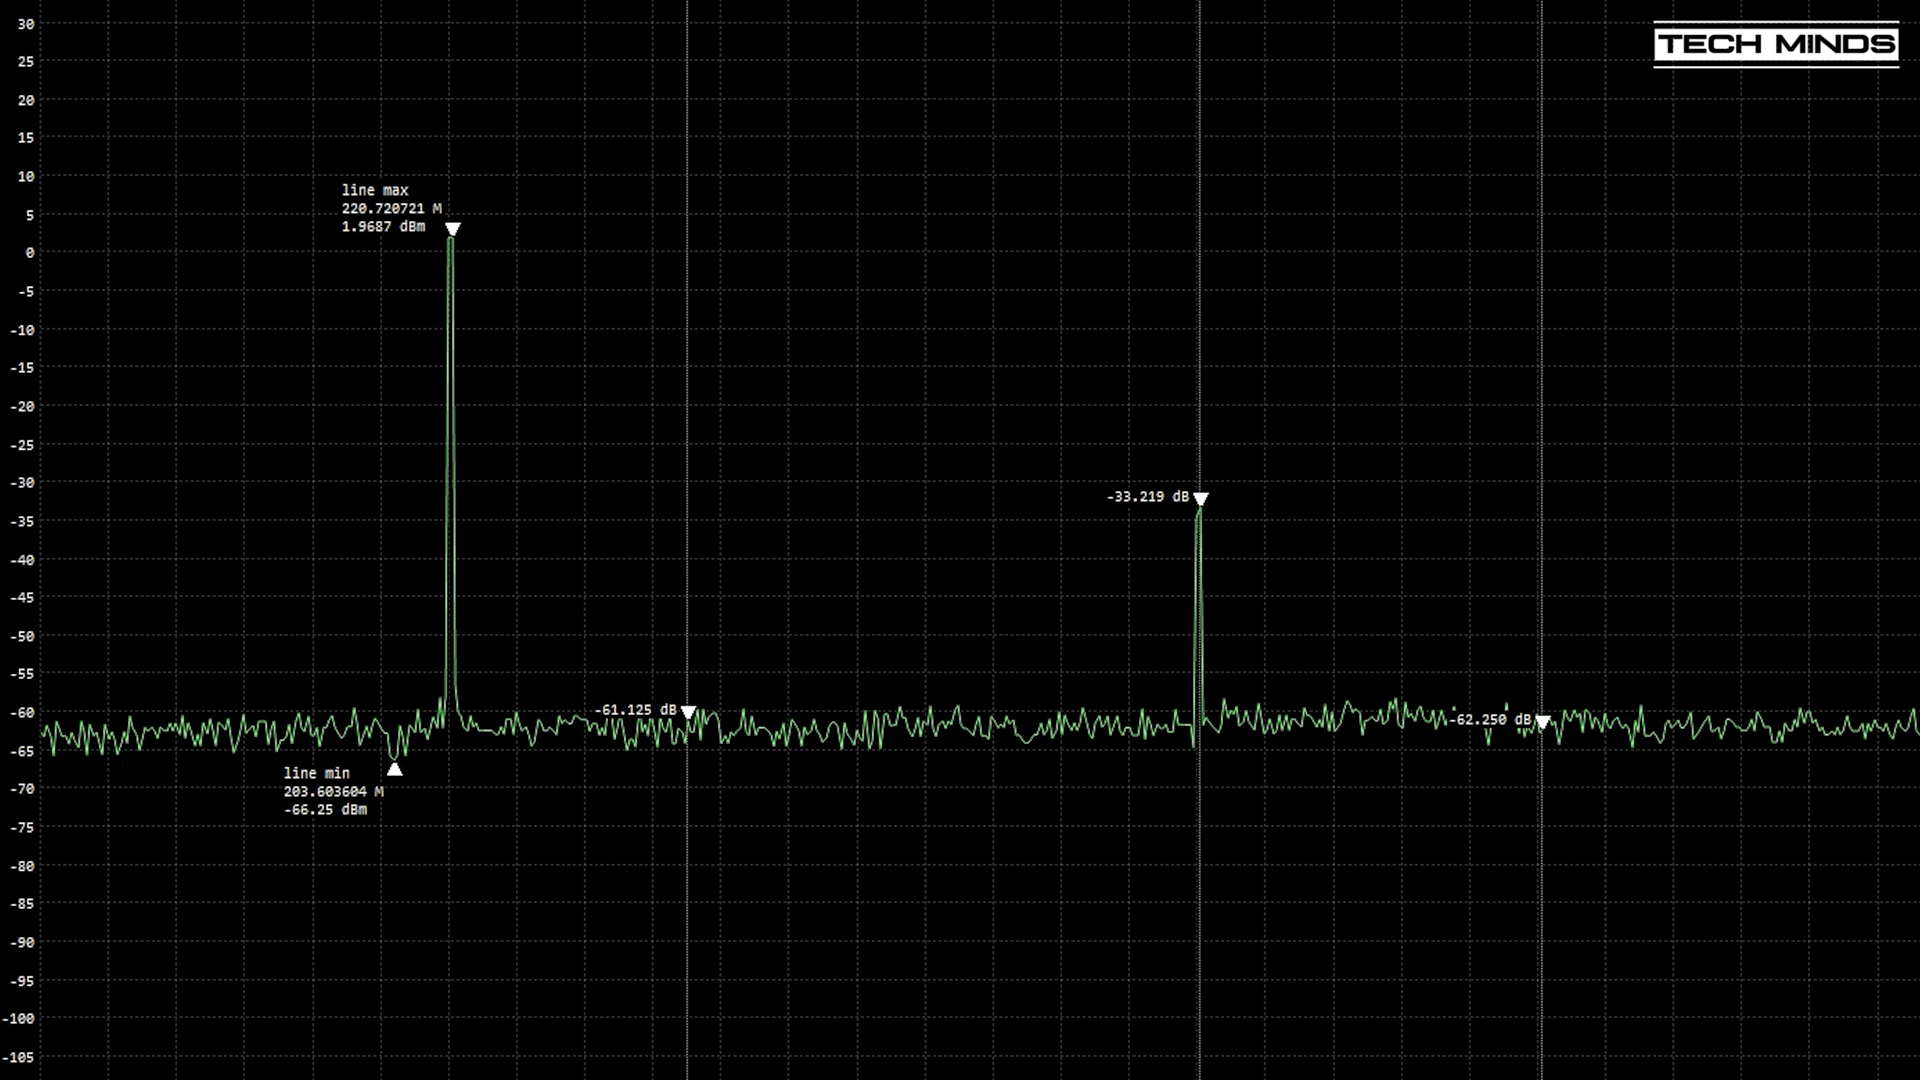 TECH MINDS
30
25
20
15
10
5
0
-5
-10
-15
-20
-25
-30
-35
-40
-45
-50
-55
-60
-65
-70
-75
-80
-85
-90
-95
-100
-105
line max
220.720721 M
1.9687 dBm
-33.219 dB
-61.125 dB
-62.250 dB
line min
203.603604 M
-66.25 dBm